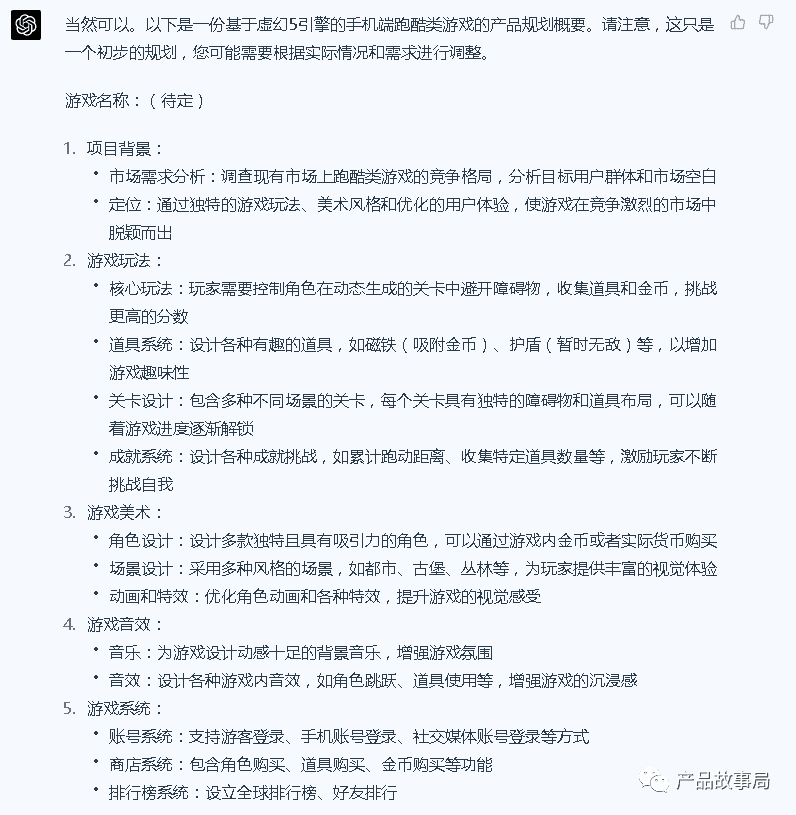 当然可以。以下是一份基于虚幻5引擎的手机端跑酷类游戏的产品规划概要。请注意，这只是
一个初步的规划，您可能需要根据实际情况和需求进行调整。
游戏名称：（待定）
1. 项目背景：
• 市场需求分析：调查现有市场上跑酷类游戏的竞争格局，分析目标用户群体和市场空白
• 定位：通过独特的游戏玩法、美术风格和优化的用户体验，使游戏在竞争激烈的市场中
脱颖而出
2. 游戏玩法：
• 核心玩法：玩家需要控制角色在动态生成的关卡中避开障碍物，收集道具和金币，挑战
更高的分数
• 道具系统：设计各种有趣的道具，如磁铁（吸附金币）、护盾（暂时无敌）等，以增加
游戏趣味性
• 关卡设计：包含多种不同场景的关卡，每个关卡具有独特的障碍物和道具布局，可以随
着游戏进度逐渐解锁
• 成就系统：设计各种成就挑战，如累计跑动距离、收集特定道具数量等，激励玩家不断
挑战自我
3. 游戏美术：
• 角色设计：设计多款独特且具有吸引力的角色，可以通过游戏内金币或者实际货币购买
• 场景设计：采用多种风格的场景，如都市、古堡、丛林等，为玩家提供丰富的视觉体验
• 动画和特效：优化角色动画和各种特效，提升游戏的视觉感受
4. 游戏音效：
• 音乐：为游戏设计动感十足的背景音乐，增强游戏氛围
• 音效：设计各种游戏内音效，如角色跳跃、道具使用等，增强游戏的沉浸感
5. 游戏系统：
• 账号系统：支持游客登录、手机账号登录、社交媒体账号登录等方式
• 商店系统：包含角色购买、道具购买、金币购买等功能
• 排行榜系统：设立全球排行榜、好友排行
产品故事局